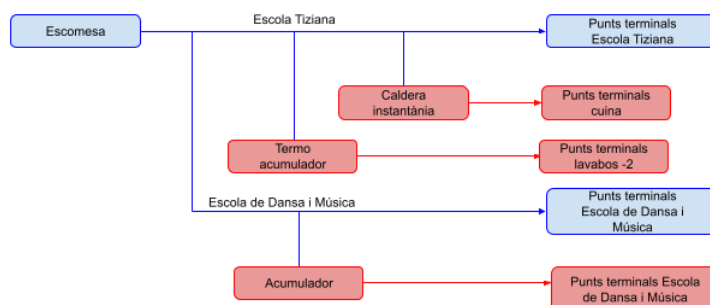 Escola Tiziana
Escomesa
Punts terminals
Escola Tiziana
Caldera
instantània
Punts terminals
cuina
Termo
acumulador
Punts terminals
lavabos -2
Escola de Dansa i Música
Punts terminals
Escola de Dansa i
Música
Acumulador
Punts terminals Escola
de Dansa i Música